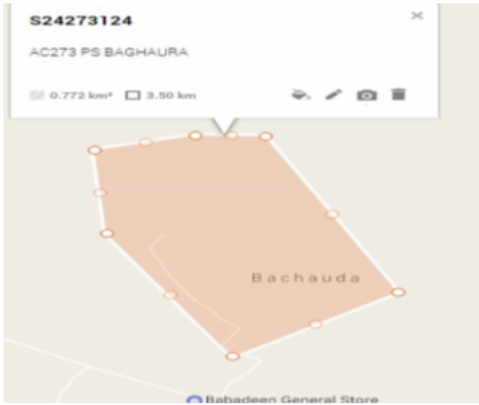 S24273124
AC273 PS BAGHAURA
0.772 km² 3.50 km
Bachauda
Babadeen General Store